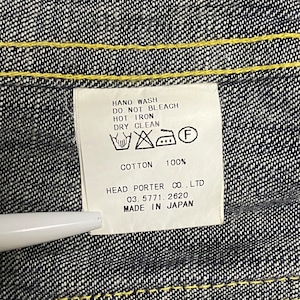 HAND WASH
DO NOT BLEACH
HOT IRON
DRY CLEAN
F
COTTON 100%
HEAD PORTER CO.,LTD
03.5771.2620
MADE IN JAPAN